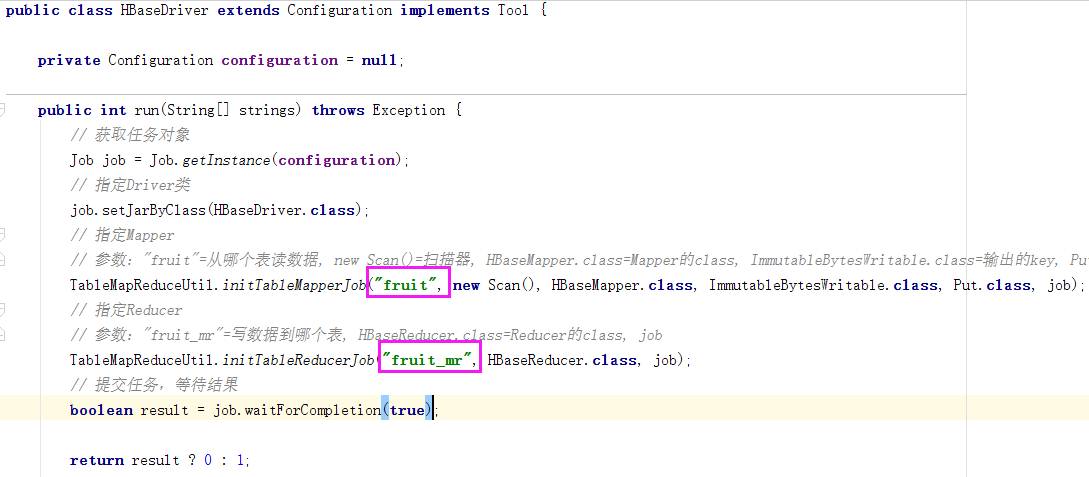 public class HBaseDriver extends Configuration implements Tool {
private Configuration configuration = null;
public int run(String[] strings) throws Exception {
// 获取任务对象
Job job = Job.getInstance(configuration);
// 指定Driver类
job.setJarByClass(HBaseDriver.class);
// 指定Mapper
// 参数: "fruit"=从哪个表读数据, new Scan()=扫描器, HBaseMapper.class=Mapper的class, ImmutableBytesWritable.class=输出的key, Put
TableMapReduceUtil.initTableMapperJob("fruit", new Scan(), HBaseMapper.class, ImmutableBytesWritable.class, Put.class, job);
// 指定Reducer
// 参数: "fruit_mr"=写数据到哪个表, HBaseReducer.class=Reducer的class, job
TableMapReduceUtil.initTableReducerJob("fruit_mr", HBaseReducer.class, job);
// 提交任务，等待结果
boolean result = job.waitForCompletion(true);
return result ? 0 : 1;